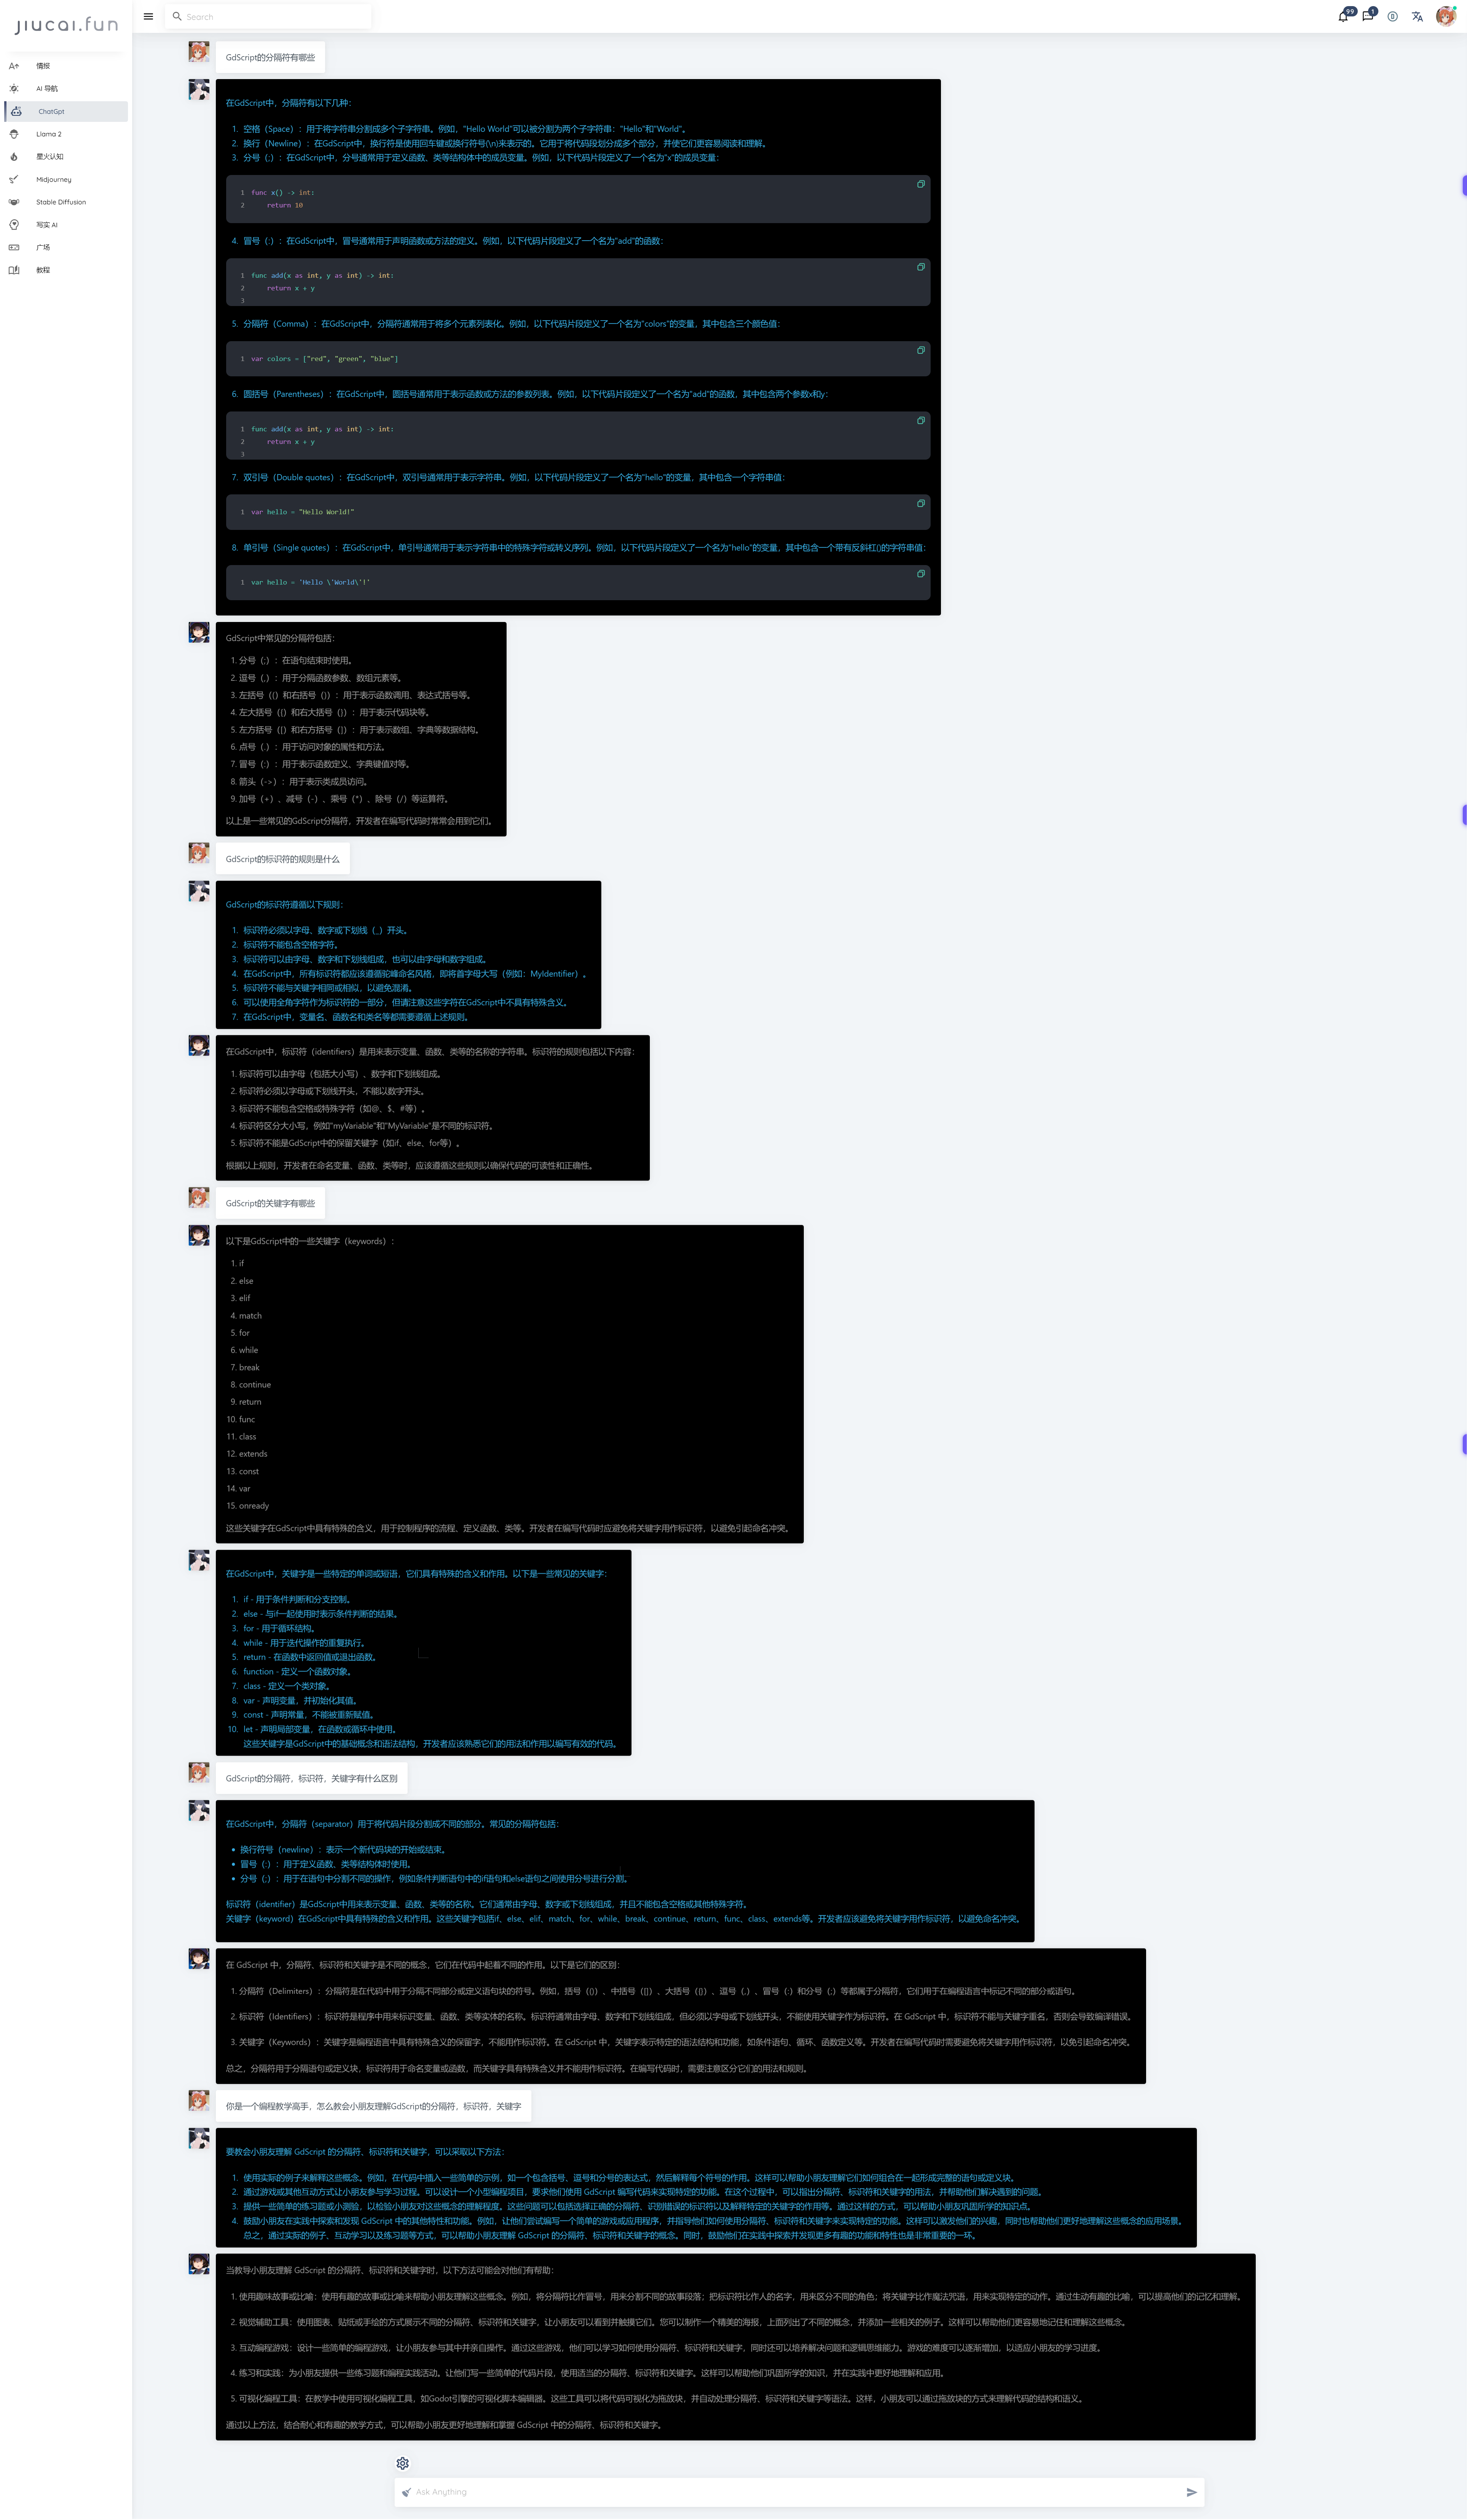 jiucai.fun
Search
99
1
情报
AI 导航
ChatGpt
Llama 2
星火认知
Midjourney
Stable Diffusion
写实 AI
广场
教程
GdScript的分隔符有哪些
在GdScript中，分隔符有以下几种：
1. 空格（Space）：用于将字符串分割成多个子字符串。例如，"Hello World"可以被分割为两个子字符串："Hello"和"World"。
2. 换行（Newline）：在GdScript中，换行符是使用回车键或换行符号(\n)来表示的。它用于将代码段划分成多个部分，并使它们更容易阅读和理解。
3. 分号（;）：在GdScript中，分号通常用于定义函数、类等结构体中的成员变量。例如，以下代码片段定义了一个名为"x"的成员变量：
1 func x() -> int:
2     return 10
4. 冒号（:）：在GdScript中，冒号通常用于声明函数或方法的定义。例如，以下代码片段定义了一个名为"add"的函数：
1 func add(x as int, y as int) -> int:
2     return x + y
3
5. 分隔符（Comma）：在GdScript中，分隔符通常用于将多个元素列表化。例如，以下代码片段定义了一个名为"colors"的变量，其中包含三个颜色值：
1 var colors = ["red", "green", "blue"]
6. 圆括号（Parentheses）：在GdScript中，圆括号通常用于表示函数或方法的参数列表。例如，以下代码片段定义了一个名为"add"的函数，其中包含两个参数x和y：
1 func add(x as int, y as int) -> int:
2     return x + y
3
7. 双引号（Double quotes）：在GdScript中，双引号通常用于表示字符串。例如，以下代码片段定义了一个名为"hello"的变量，其中包含一个字符串值：
1 var hello = "Hello World!"
8. 单引号（Single quotes）：在GdScript中，单引号通常用于表示字符串中的特殊字符或转义序列。例如，以下代码片段定义了一个名为"hello"的变量，其中包含一个带有反斜杠()的字符串值：
1 var hello = 'Hello \'World\'!'
GdScript中常见的分隔符包括：
1. 分号（;）：在语句结束时使用。
2. 逗号（,）：用于分隔函数参数、数组元素等。
3. 左括号（(）和右括号（)）：用于表示函数调用、表达式括号等。
4. 左大括号（{）和右大括号（}）：用于表示代码块等。
5. 左方括号（[）和右方括号（]）：用于表示数组、字典等数据结构。
6. 点号（.）：用于访问对象的属性和方法。
7. 冒号（:）：用于表示函数定义、字典键值对等。
8. 箭头（->）：用于表示类成员访问。
9. 加号（+）、减号（-）、乘号（*）、除号（/）等运算符。
以上是一些常见的GdScript分隔符，开发者在编写代码时常常会用到它们。
GdScript的标识符的规则是什么
GdScript的标识符遵循以下规则：
1. 标识符必须以字母、数字或下划线（_）开头。
2. 标识符不能包含空格字符。
3. 标识符可以由字母、数字和下划线组成，也可以由字母和数字组成。
4. 在GdScript中，所有标识符都应该遵循驼峰命名风格，即将首字母大写（例如：MyIdentifier）。
5. 标识符不能与关键字相同或相似，以避免混淆。
6. 可以使用全角字符作为标识符的一部分，但请注意这些字符在GdScript中不具有特殊含义。
7. 在GdScript中，变量名、函数名和类名等都需要遵循上述规则。
在GdScript中，标识符（identifiers）是用来表示变量、函数、类等的名称的字符串。标识符的规则包括以下内容：
1. 标识符可以由字母（包括大小写）、数字和下划线组成。
2. 标识符必须以字母或下划线开头，不能以数字开头。
3. 标识符不能包含空格或特殊字符（如@、$、#等）。
4. 标识符区分大小写，例如"myVariable"和"MyVariable"是不同的标识符。
5. 标识符不能是GdScript中的保留关键字（如if、else、for等）。
根据以上规则，开发者在命名变量、函数、类等时，应该遵循这些规则以确保代码的可读性和正确性。
GdScript的关键字有哪些
以下是GdScript中的一些关键字（keywords）：
1. if
2. else
3. elif
4. match
5. for
6. while
7. break
8. continue
9. return
10. func
11. class
12. extends
13. const
14. var
15. onready
这些关键字在GdScript中具有特殊的含义，用于控制程序的流程、定义函数、类等。开发者在编写代码时应避免将关键字用作标识符，以避免引起命名冲突。
在GdScript中，关键字是一些特定的单词或短语，它们具有特殊的含义和作用。以下是一些常见的关键字：
1. if - 用于条件判断和分支控制。
2. else - 与if一起使用时表示条件判断的结果。
3. for - 用于循环结构。
4. while - 用于迭代操作的重复执行。
5. return - 在函数中返回值或退出函数。
6. function - 定义一个函数对象。
7. class - 定义一个类对象。
8. var - 声明变量，并初始化其值。
9. const - 声明常量，不能被重新赋值。
10. let - 声明局部变量，在函数或循环中使用。
这些关键字是GdScript中的基础概念和语法结构，开发者应该熟悉它们的用法和作用以编写有效的代码。
GdScript的分隔符，标识符，关键字有什么区别
在GdScript中，分隔符（separator）用于将代码片段分割成不同的部分。常见的分隔符包括：
• 换行符号（newline）：表示一个新代码块的开始或结束。
• 冒号（:）：用于定义函数、类等结构体时使用。
• 分号（;）：用于在语句中分割不同的操作，例如条件判断语句中的if语句和else语句之间使用分号进行分割。
标识符（identifier）是GdScript中用来表示变量、函数、类等的名称。它们通常由字母、数字或下划线组成，并且不能包含空格或其他特殊字符。
关键字（keyword）在GdScript中具有特殊的含义和作用。这些关键字包括if、else、elif、match、for、while、break、continue、return、func、class、extends等。开发者应该避免将关键字用作标识符，以避免命名冲突。
在 GdScript 中，分隔符、标识符和关键字是不同的概念，它们在代码中起着不同的作用。以下是它们的区别：
1. 分隔符（Delimiters）：分隔符是在代码中用于分隔不同部分或定义语句块的符号。例如，括号（()）、中括号（[]）、大括号（{}）、逗号（,）、冒号（:）和分号（;）等都属于分隔符，它们用于在编程语言中标记不同的部分或语句。
2. 标识符（Identifiers）：标识符是程序中用来标识变量、函数、类等实体的名称。标识符通常由字母、数字和下划线组成，但必须以字母或下划线开头，不能使用关键字作为标识符。在 GdScript 中，标识符不能与关键字重名，否则会导致编译错误。
3. 关键字（Keywords）：关键字是编程语言中具有特殊含义的保留字，不能用作标识符。在 GdScript 中，关键字表示特定的语法结构和功能，如条件语句、循环、函数定义等。开发者在编写代码时需要避免将关键字用作标识符，以免引起命名冲突。
总之，分隔符用于分隔语句或定义块，标识符用于命名变量或函数，而关键字具有特殊含义并不能用作标识符。在编写代码时，需要注意区分它们的用法和规则。
你是一个编程教学高手，怎么教会小朋友理解GdScript的分隔符，标识符，关键字
要教会小朋友理解 GdScript 的分隔符、标识符和关键字，可以采取以下方法：
1. 使用实际的例子来解释这些概念。例如，在代码中插入一些简单的示例，如一个包含括号、逗号和分号的表达式，然后解释每个符号的作用。这样可以帮助小朋友理解它们如何组合在一起形成完整的语句或定义块。
2. 通过游戏或其他互动方式让小朋友参与学习过程。可以设计一个小型编程项目，要求他们使用 GdScript 编写代码来实现特定的功能。在这个过程中，可以指出分隔符、标识符和关键字的用法，并帮助他们解决遇到的问题。
3. 提供一些简单的练习题或小测验，以检验小朋友对这些概念的理解程度。这些问题可以包括选择正确的分隔符、识别错误的标识符以及解释特定的关键字的作用等。通过这样的方式，可以帮助小朋友巩固所学的知识点。
4. 鼓励小朋友在实践中探索和发现 GdScript 中的其他特性和功能。例如，让他们尝试编写一个简单的游戏或应用程序，并指导他们如何使用分隔符、标识符和关键字来实现特定的功能。这样可以激发他们的兴趣，同时也帮助他们更好地理解这些概念的应用场景。
总之，通过实际的例子、互动学习以及练习题等方式，可以帮助小朋友理解 GdScript 的分隔符，标识符和关键字的概念。同时，鼓励他们在实践中探索并发现更多有趣的功能和特性也是非常重要的一环。
当教导小朋友理解 GdScript 的分隔符、标识符和关键字时，以下方法可能会对他们有帮助：
1. 使用趣味故事或比喻：使用有趣的故事或比喻来帮助小朋友理解这些概念。例如，将分隔符比作冒号，用来分割不同的故事段落；把标识符比作人的名字，用来区分不同的角色；将关键字比作魔法咒语，用来实现特定的动作。通过生动有趣的比喻，可以提高他们的记忆和理解。
2. 视觉辅助工具：使用图表、贴纸或手绘的方式展示不同的分隔符、标识符和关键字，让小朋友可以看到并触摸它们。您可以制作一个精美的海报，上面列出了不同的概念，并添加一些相关的例子。这样可以帮助他们更容易地记住和理解这些概念。
3. 互动编程游戏：设计一些简单的编程游戏，让小朋友参与其中并亲自操作。通过这些游戏，他们可以学习如何使用分隔符、标识符和关键字，同时还可以培养解决问题和逻辑思维能力。游戏的难度可以逐渐增加，以适应小朋友的学习进度。
4. 练习和实践：为小朋友提供一些练习题和编程实践活动。让他们写一些简单的代码片段，使用适当的分隔符、标识符和关键字。这样可以帮助他们巩固所学的知识，并在实践中更好地理解和应用。
5. 可视化编程工具：在教学中使用可视化编程工具，如Godot引擎的可视化脚本编辑器。这些工具可以将代码可视化为拖放块，并自动处理分隔符、标识符和关键字等语法。这样，小朋友可以通过拖放块的方式来理解代码的结构和语义。
通过以上方法，结合耐心和有趣的教学方式，可以帮助小朋友更好地理解和掌握 GdScript 中的分隔符、标识符和关键字。
Ask Anything